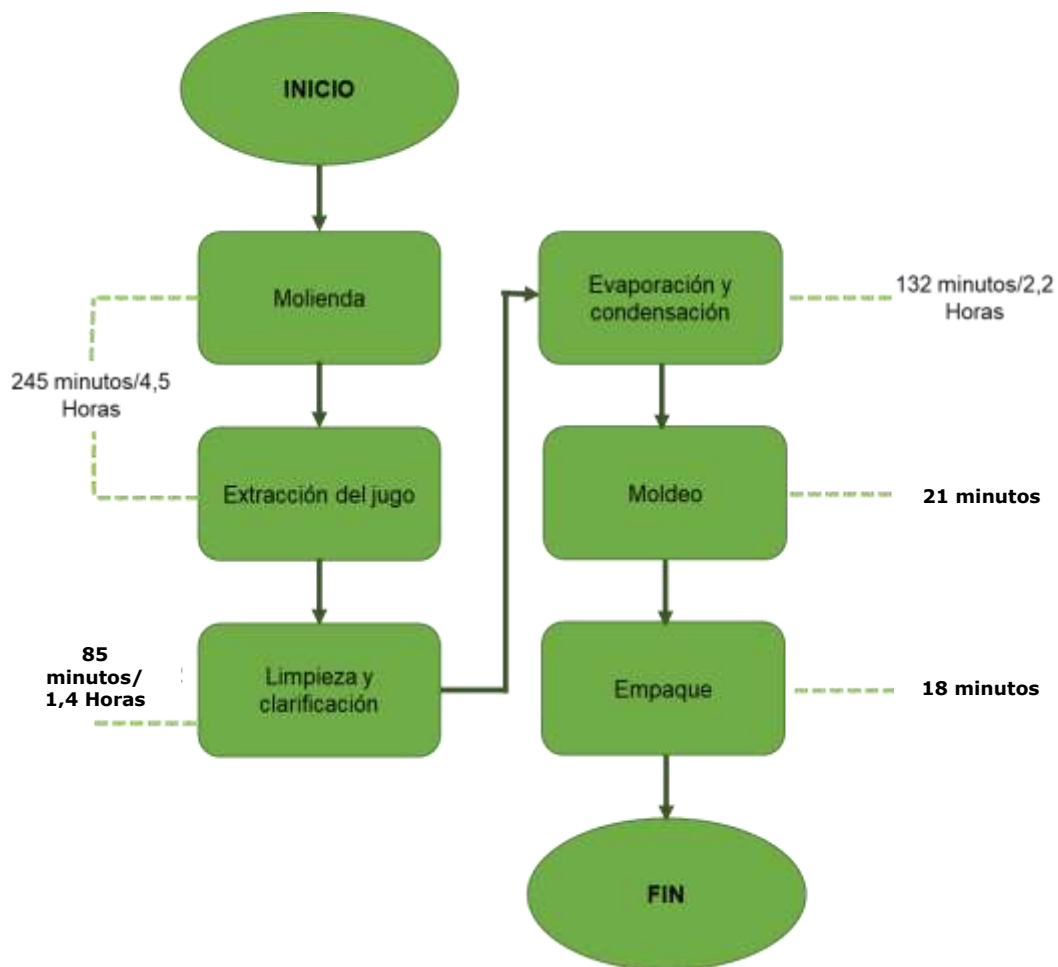 INICIO
Molienda
245 minutos/4,5
Horas
Extracción del jugo
85
minutos/
1,4 Horas
Limpieza y
clarificación
Evaporación y
condensación
132 minutos/2,2
Horas
Moldeo
21 minutos
Empaque
18 minutos
FIN